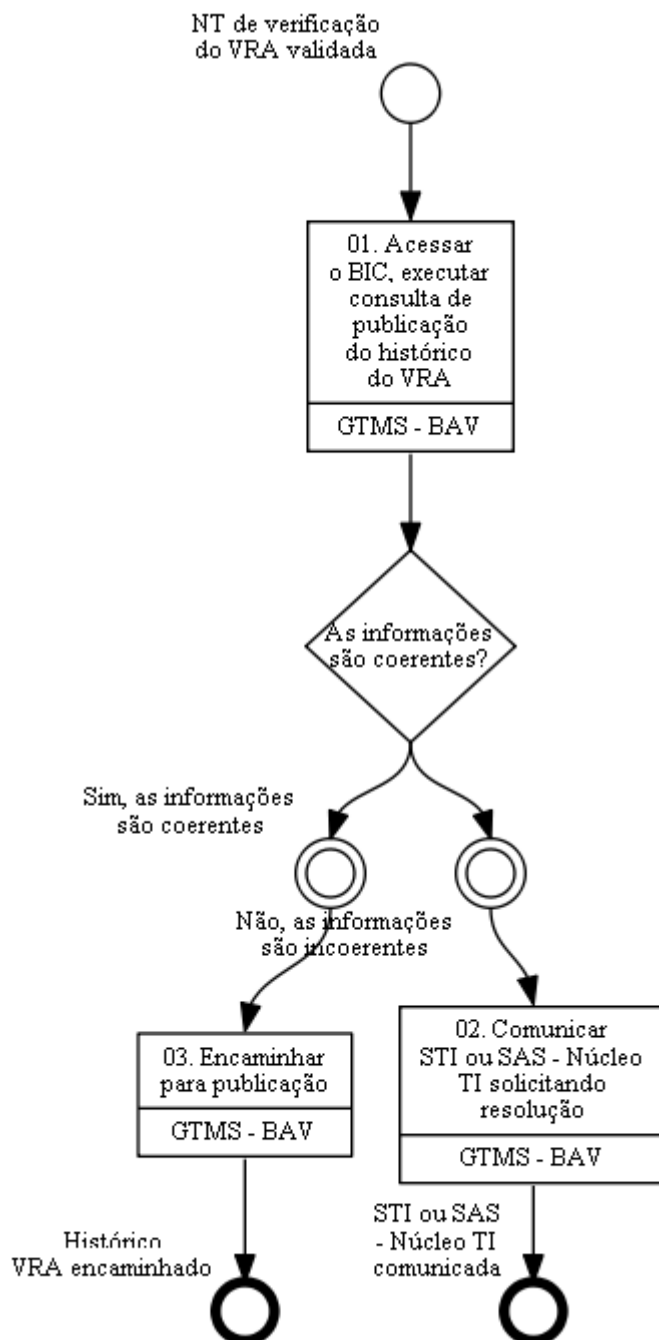 NT de verificação
do VRA validada
01. Acessar
o BIC, executar
consulta de
publicação
do histórico
do VRA
GTMS - BAV
As informações
são coerentes?
Sim, as informações
são coerentes
Não, as informações
são incoerentes
03. Encaminhar
para publicação
GTMS - BAV
02. Comunicar
STI ou SAS - Núcleo
TI solicitando
resolução
GTMS - BAV
Histórico
VRA encaminhado
STI ou SAS
- Núcleo TI
comunicada